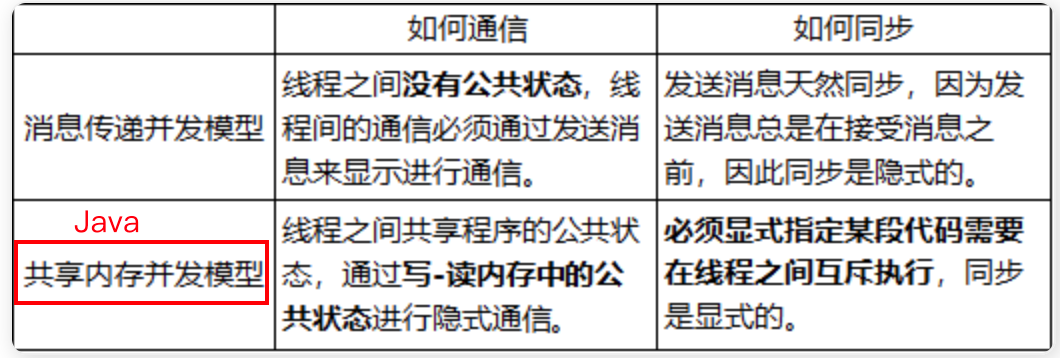 如何通信
如何同步
消息传递并发模型
线程之间没有公共状态，线
程间的通信必须通过发送消
息来显示进行通信。
发送消息天然同步，因为发
送消息总是在接受消息之
前，因此同步是隐式的。
Java
共享内存并发模型
线程之间共享程序的公共状
态，通过写-读内存中的公
共状态进行隐式通信。
必须显式指定某段代码需要
在线程之间互斥执行，同步
是显式的。